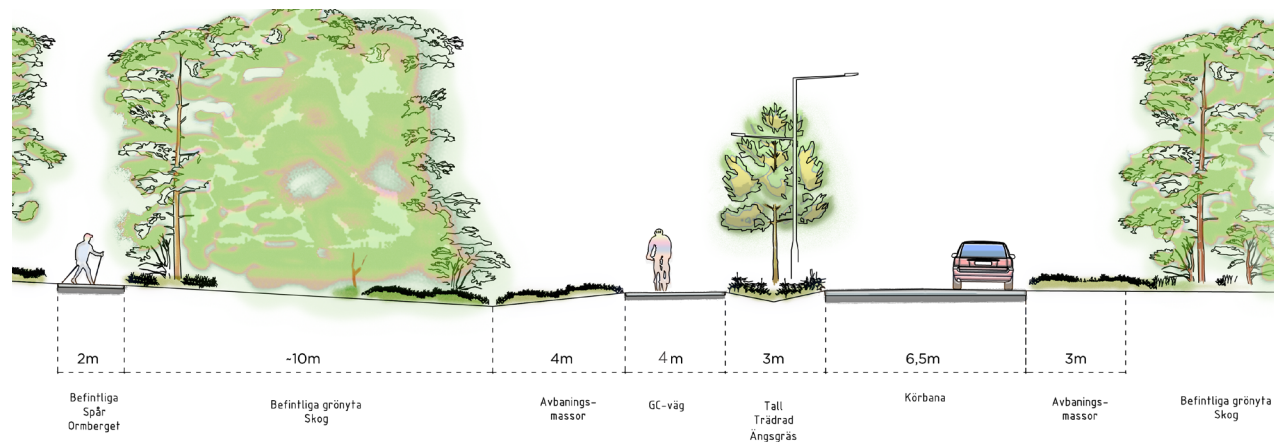 2m
~10m
4m
4 m
3m
6,5m
3m
Befintliga
Spår
Ormberget
Befintliga grönyta
Skog
Avbanings-
massor
GC-väg
Tall
Trädrad
Ängsgräs
Körbana
Avbanings-
massor
Befintliga grönyta
Skog